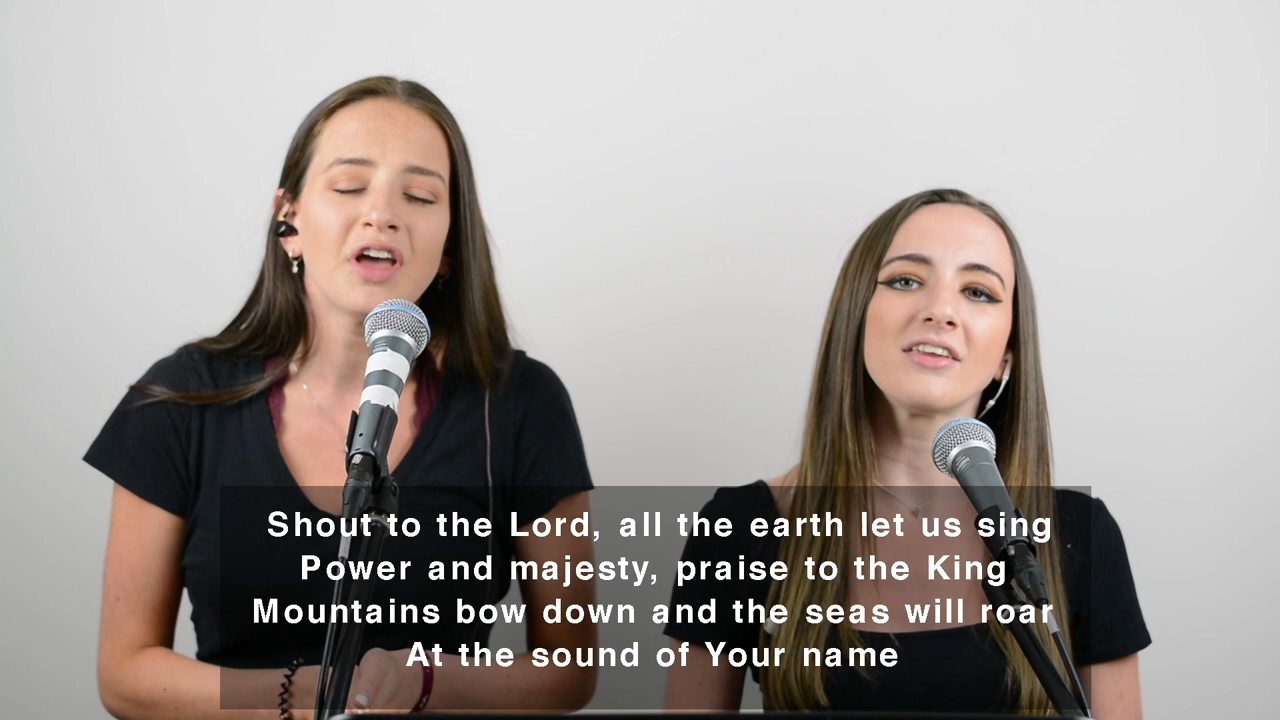 Shout to the Lord, all the earth let us sing
Power and majesty, praise to the King
Mountains bow down and the seas will roar
At the sound of Your name